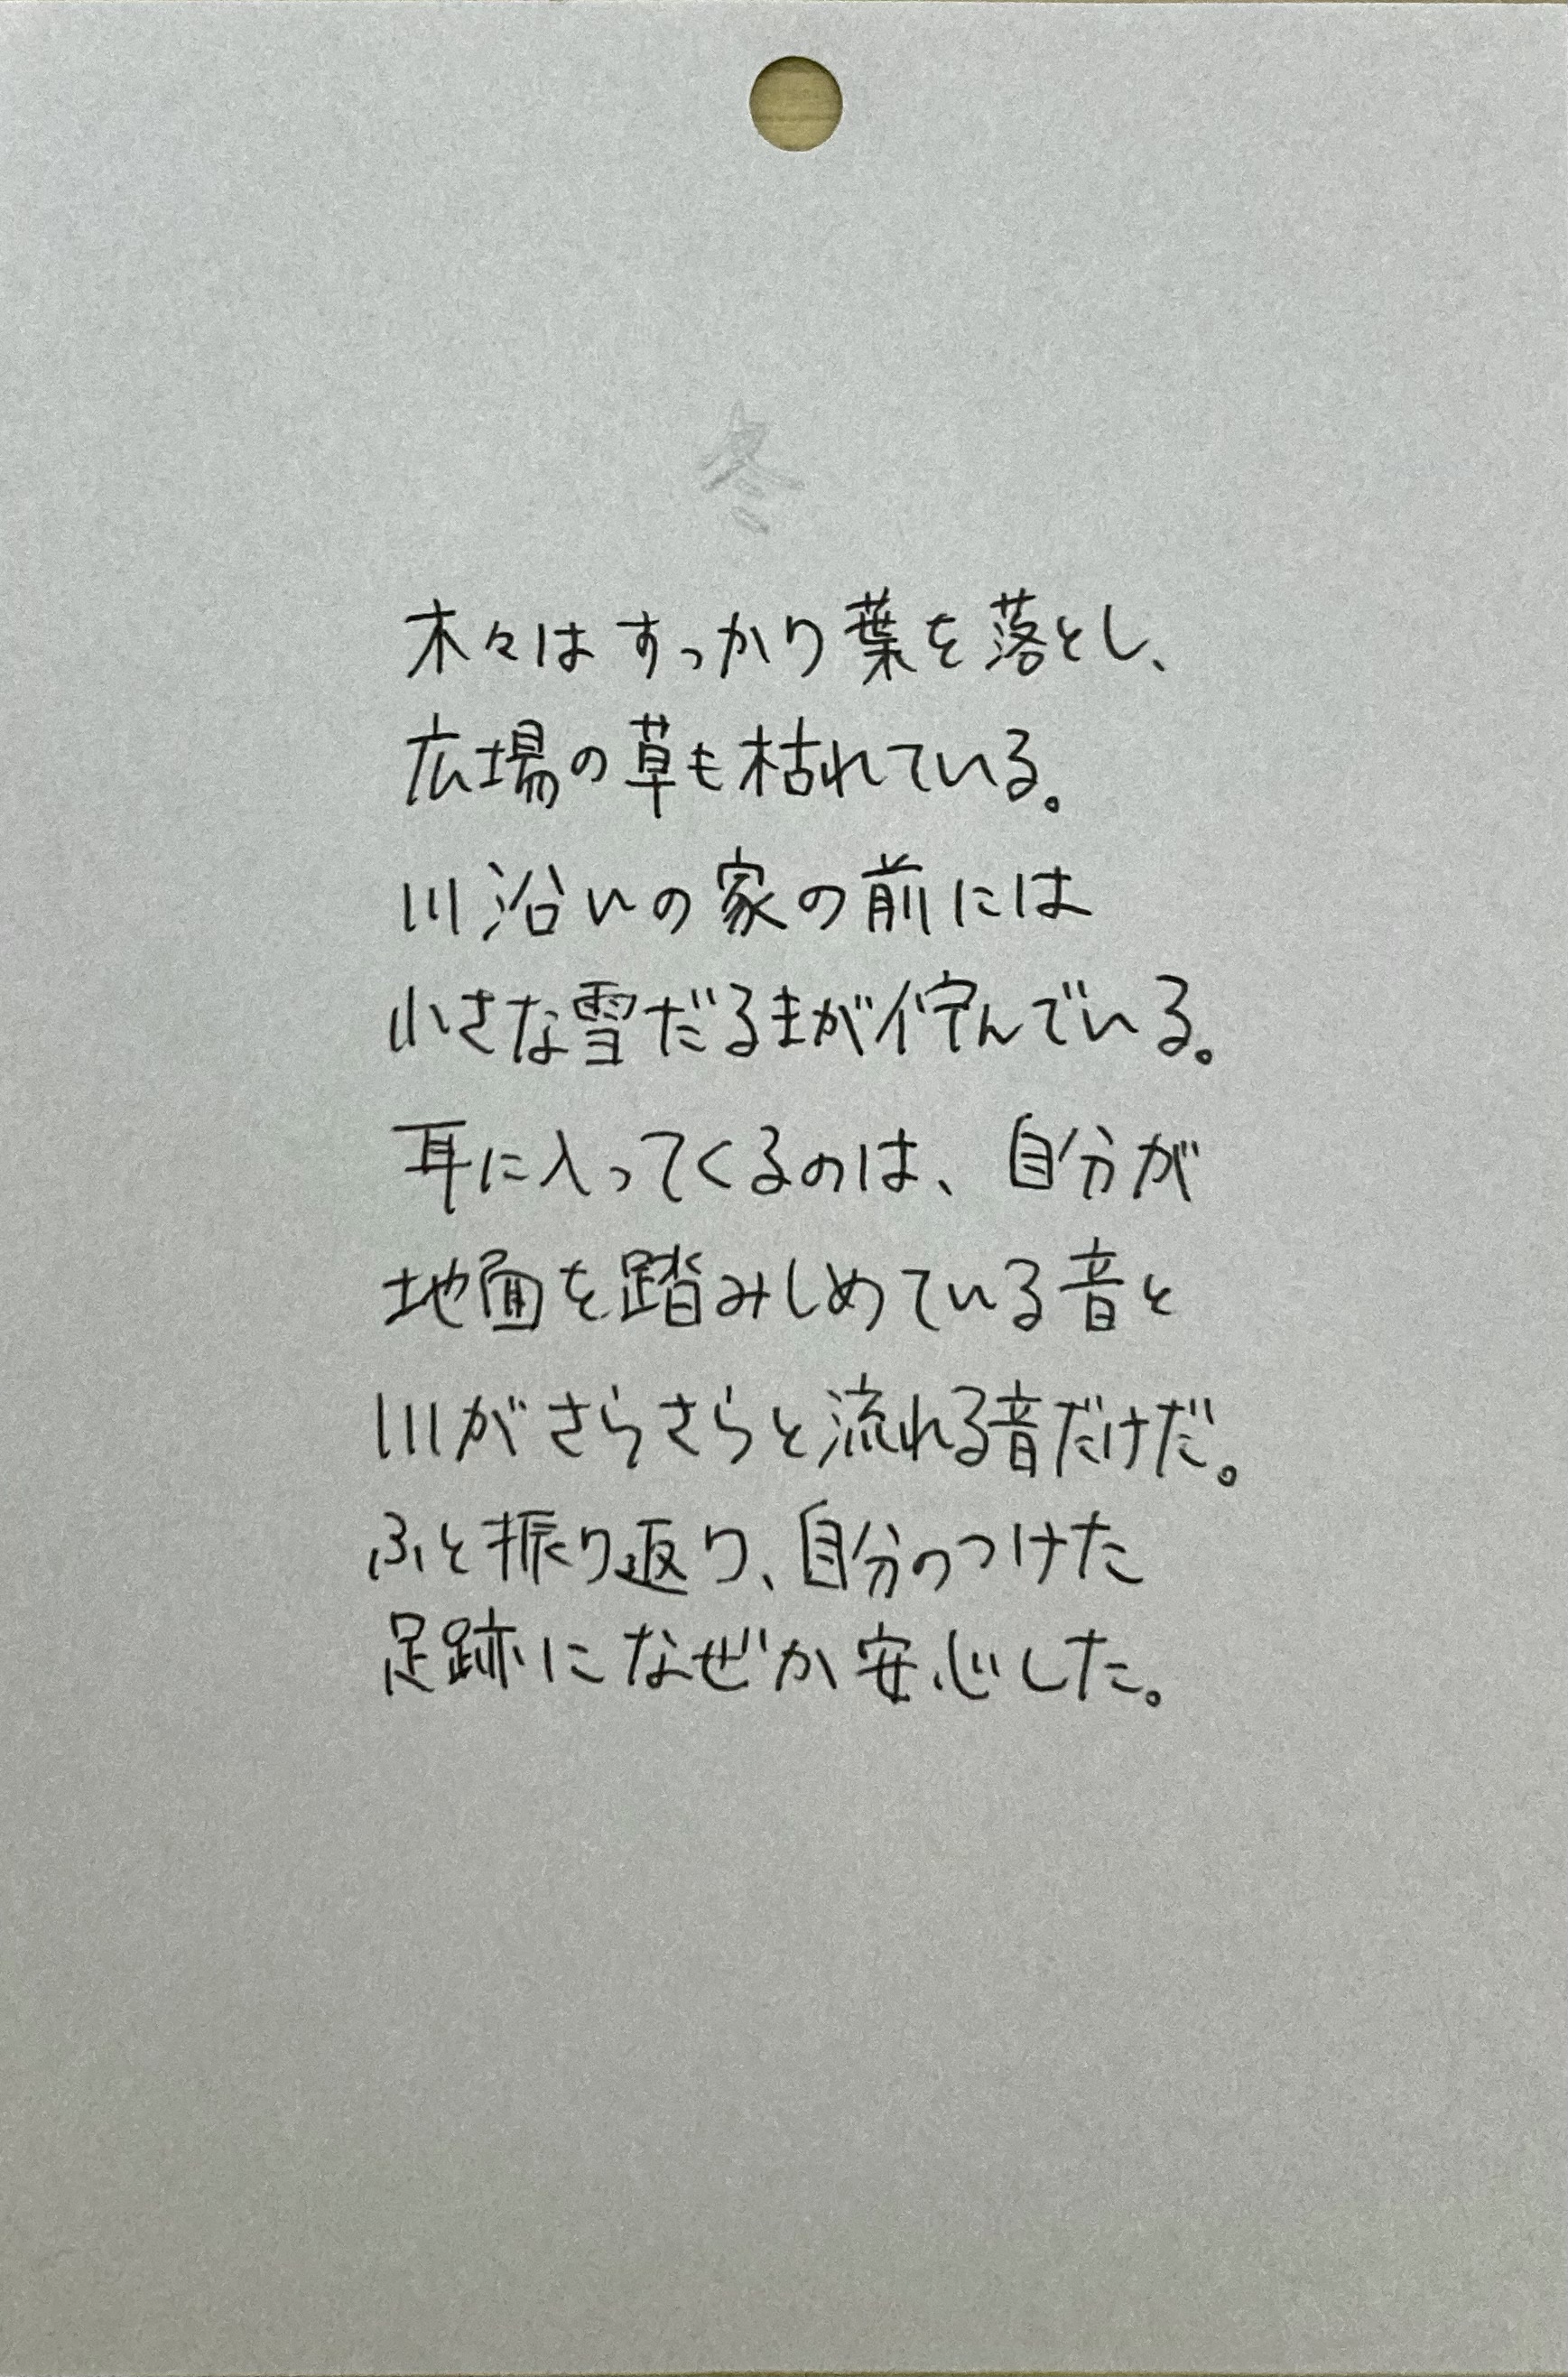 冬
木々はすっかり葉を落とし、
広場の草も枯れている。
川沿いの家の前には
小さな雪だるまが佇んでいる。
耳に入ってくるのは、自分が
地面を踏みしめている音と
川がさらさらと流れる音だけだ。
ふと振り返り、自分のつけた
足跡になぜか安心した。